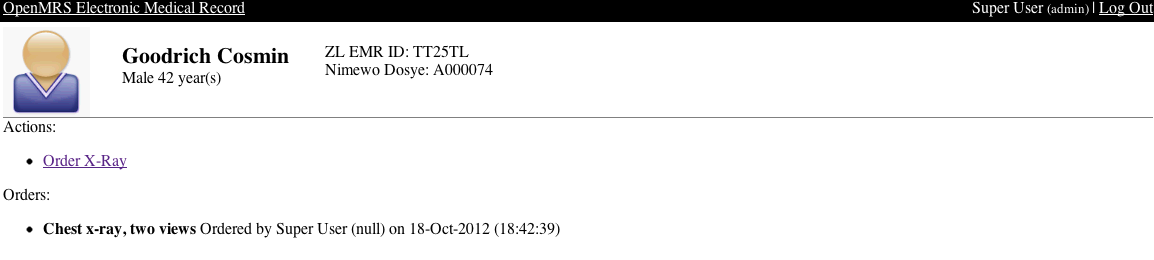 OpenMRS Electronic Medical Record
Super User (admin) | Log Out
Goodrich Cosmin
Male 42 year(s)
ZL EMR ID: TT25TL
Nimewo Dosye: A000074
Actions:
Order X-Ray
Orders:
Chest x-ray, two views Ordered by Super User (null) on 18-Oct-2012 (18:42:39)